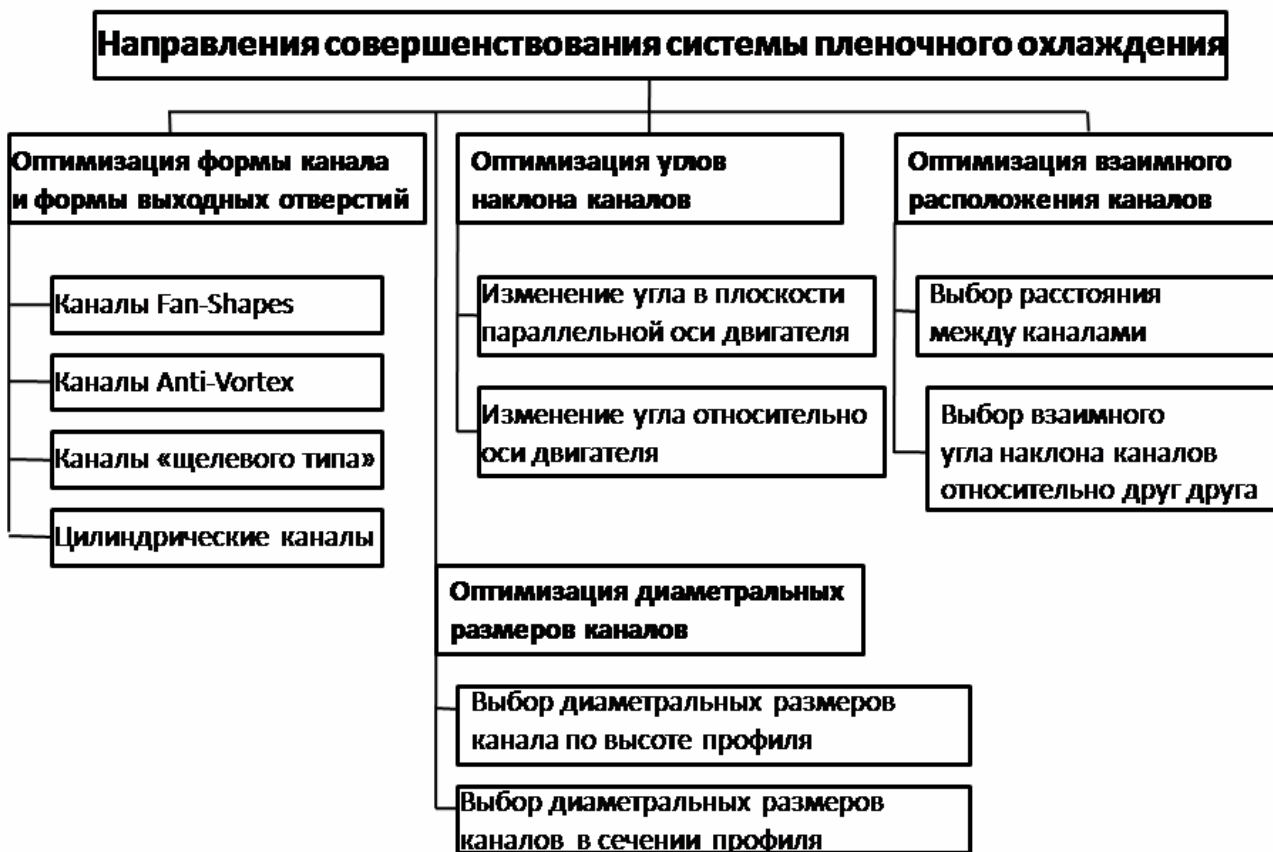 Направления совершенствования системы пленочного охлаждения
Оптимизация формы канала
и формы выходных отверстий
Каналы Fan-Shapes
Каналы Anti-Vortex
Каналы «щелевого типа»
Цилиндрические каналы
Оптимизация углов
наклона каналов
Изменение угла в плоскости
параллельной оси двигателя
Изменение угла относительно
оси двигателя
Оптимизация взаимного
расположения каналов
Выбор расстояния
между каналами
Выбор взаимного
угла наклона каналов
относительно друг друга
Оптимизация диаметральных
размеров каналов
Выбор диаметральных размеров
канала по высоте профиля
Выбор диаметральных размеров
каналов в сечении профиля